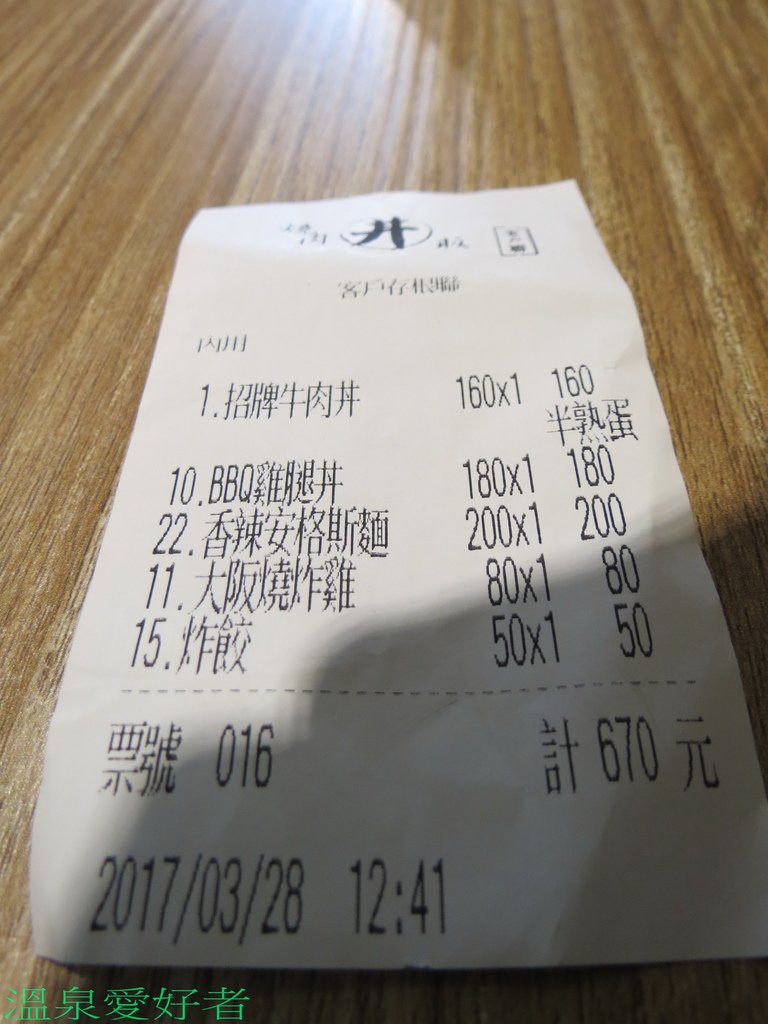 燒肉 丼 販
客戶存根聯
內用
1.招牌牛肉丼 160x1 160
半熟蛋
10.BBQ雞腿丼 180x1 180
22.香辣安格斯麵 200x1 200
11.大阪燒炸雞 80x1 80
15.炸餃 50x1 50
票號 016 計 670 元
2017/03/28 12:41
溫泉愛好者